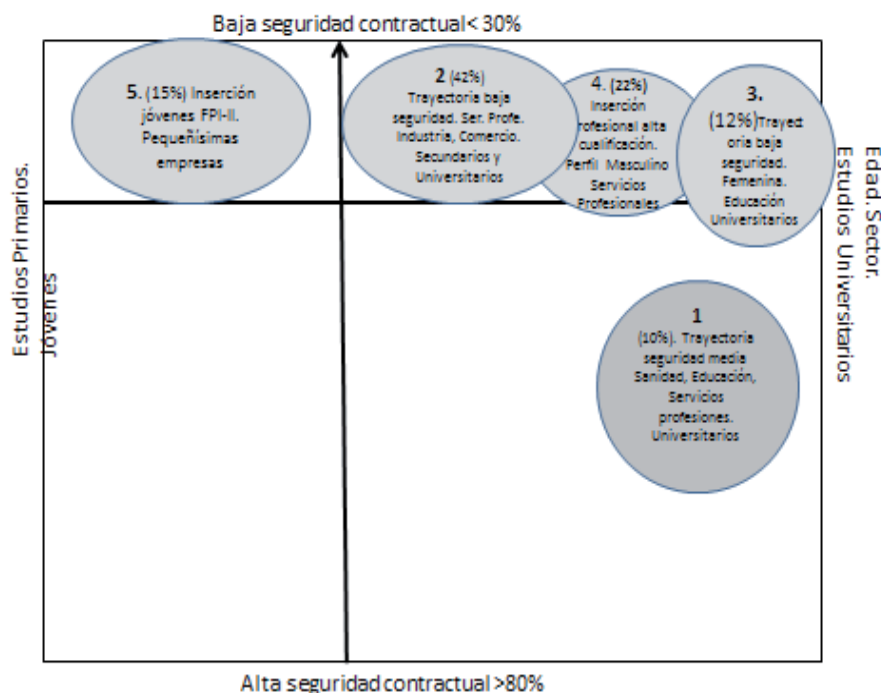 Baja seguridad contractual< 30%
5. (15%) Inserción
jóvenes FPI-II.
Pequeñísimas
empresas
2 (42%)
Trayectoria baja
seguridad. Ser. Profe.
Industria, Comercio.
Secundarios y
Universitarios
4. (22%)
Inserción
profesional alta
cualificación.
Perfil Masculino
Servicios
Profesionales
3.
(12%)Trayect
oria baja
seguridad.
Femenina.
Educación
Universitarios
1
(10%). Trayectoria
seguridad media
Sanidad, Educación,
Servicios
profesiones.
Universitarios
Estudios Primarios.
Jóvenes
Edad. Sector.
Estudios Universitarios
Alta seguridad contractual >80%